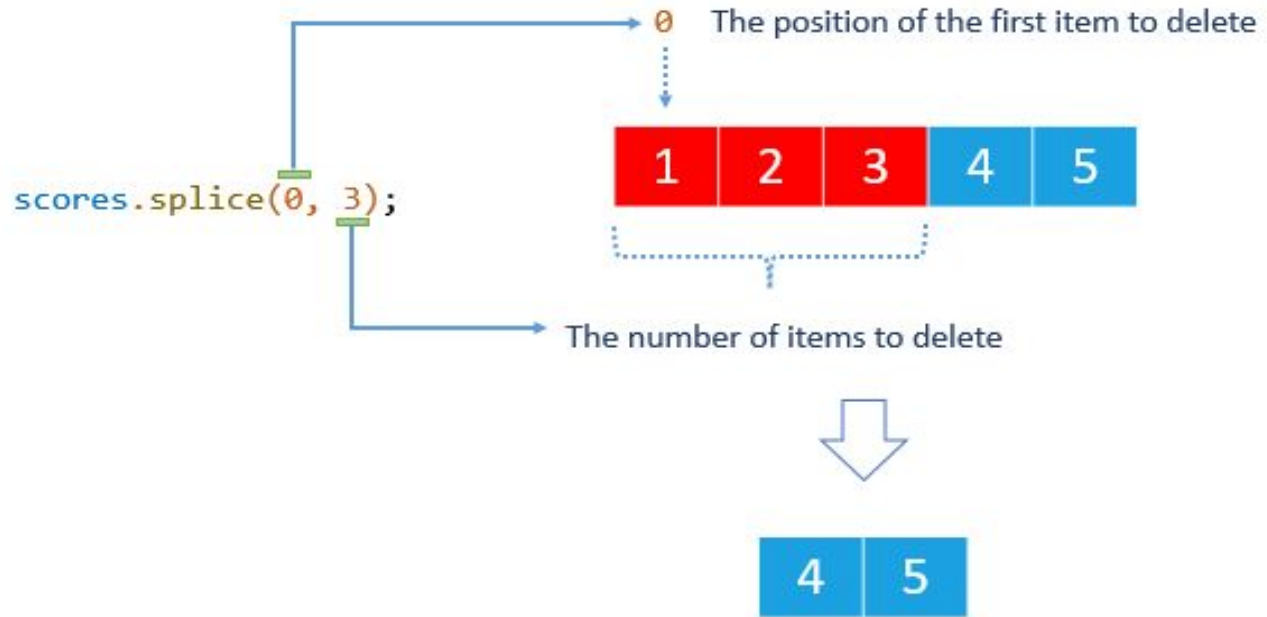 0 The position of the first item to delete
1 2 3 4 5
scores.splice(0, 3);
The number of items to delete
4 5